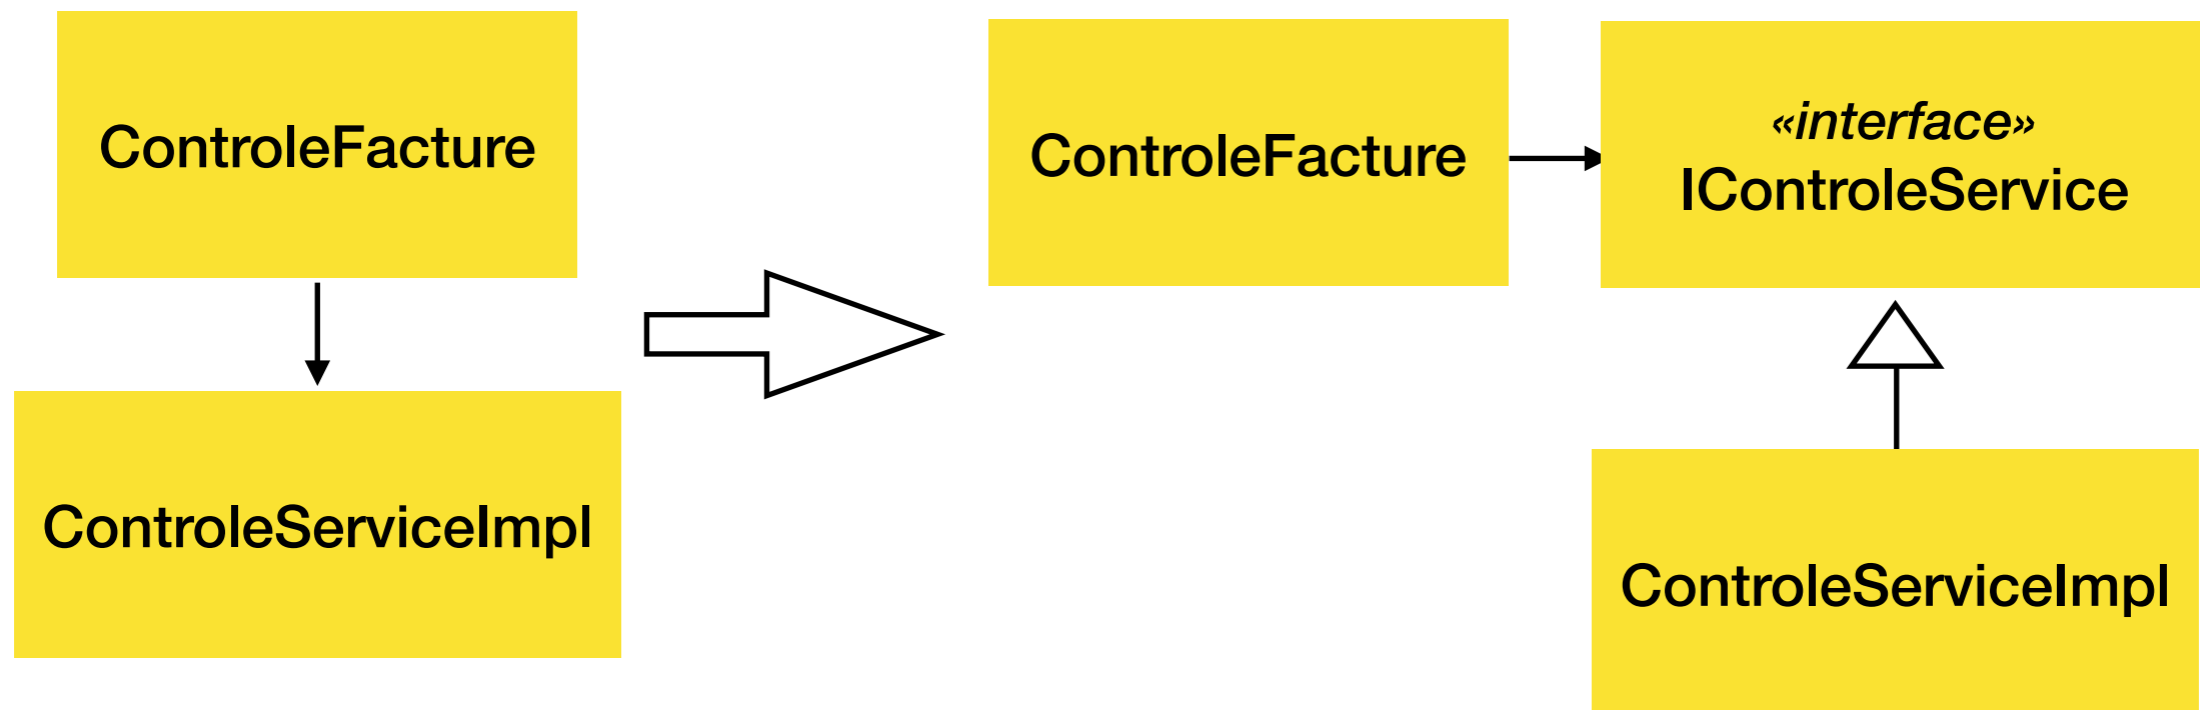 ControleFacture
ControleServiceImpl
ControleFacture
«interface»
IControleService
ControleServiceImpl